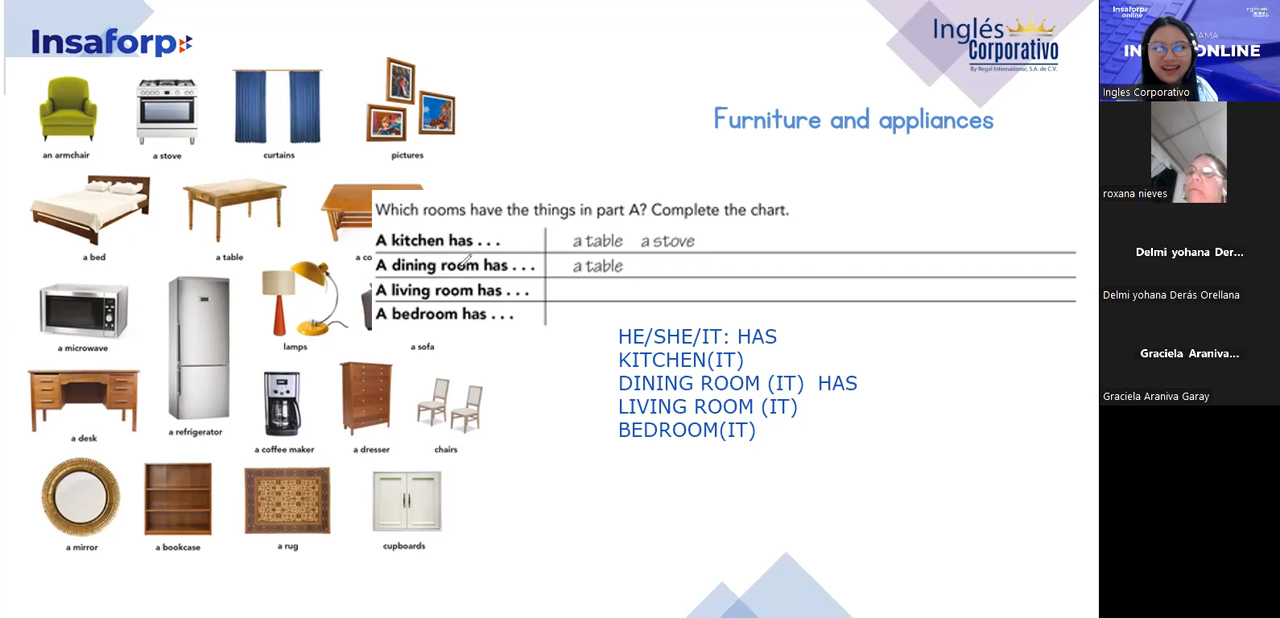 Insaforp
Inglés
Corporativo
By Regal International, S.A. de C.V.
Furniture and appliances
an armchair
a stove
curtains
pictures
a bed
a table
a co
a microwave
a refrigerator
lamps
a sofa
a desk
a coffee maker
a dresser
chairs
a mirror
a bookcase
a rug
cupboards
Which rooms have the things in part A? Complete the chart.
A kitchen has . . . a table a stove
A dining room has . . . a table
A living room has . . .
A bedroom has . . .
HE/SHE/IT: HAS
KITCHEN(IT)
DINING ROOM (IT) HAS
LIVING ROOM (IT)
BEDROOM(IT)
Insaforp
online
AMA
IN ONLINE
Ingles Corporativo
roxana nieves
Delmi yohana Der...
Delmi yohana Derás Orellana
Graciela Araniva...
Graciela Araniva Garay